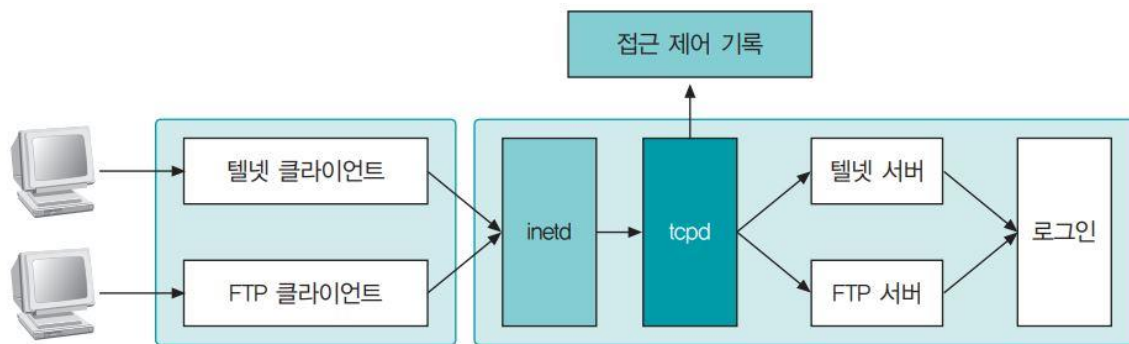 접근 제어 기록
텔넷 클라이언트
텔넷 서버
inetd
tcpd
로그인
FTP 클라이언트
FTP 서버